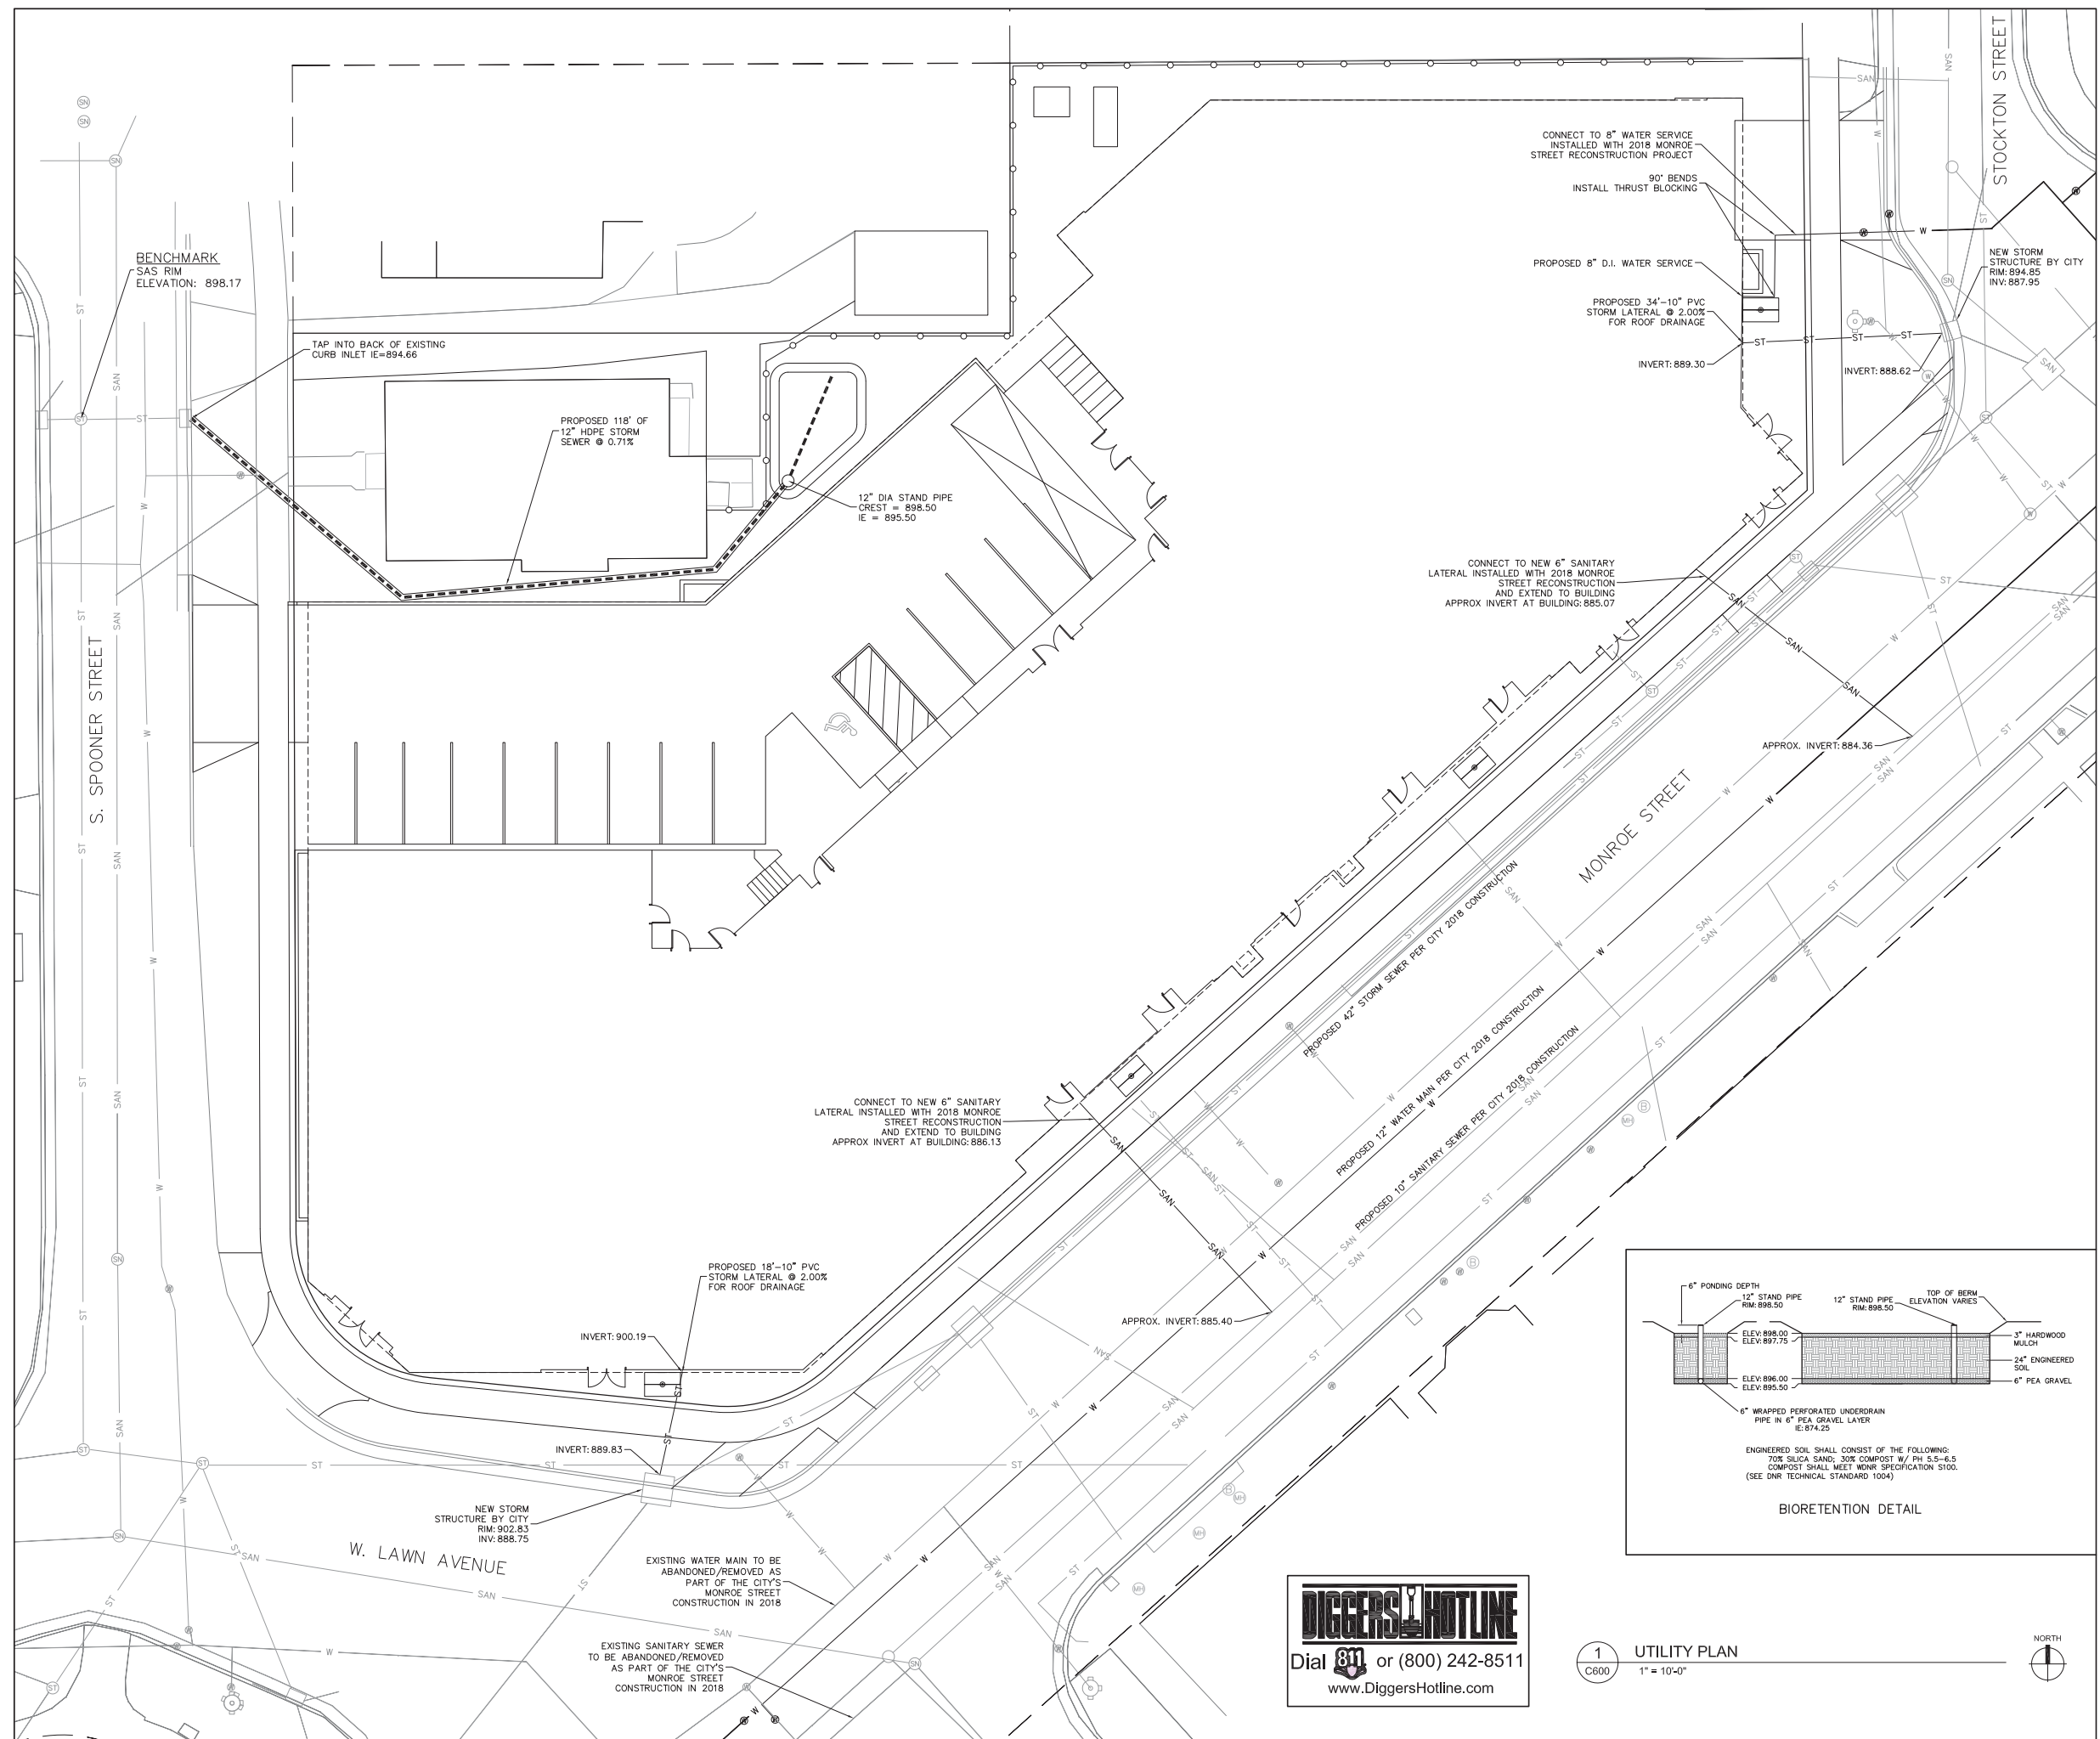 STOCKTON STREET
CONNECT TO 8" WATER SERVICE
INSTALLED WITH 2018 MONROE
STREET RECONSTRUCTION PROJECT
90° BENDS
INSTALL THRUST BLOCKING
PROPOSED 8" D.I. WATER SERVICE
PROPOSED 34'-10" PVC
STORM LATERAL @ 2.00%
FOR ROOF DRAINAGE
INVERT: 889.30
INVERT: 888.62
NEW STORM
STRUCTURE BY CITY
RIM: 894.85
INV: 887.95
BENCHMARK
SAS RIM
ELEVATION: 898.17
TAP INTO BACK OF EXISTING
CURB INLET IE=894.66
PROPOSED 118' OF
12" HDPE STORM
SEWER @ 0.71%
12" DIA STAND PIPE
CREST = 898.50
IE = 895.50
S. SPOONER STREET
CONNECT TO NEW 6" SANITARY
LATERAL INSTALLED WITH 2018 MONROE
STREET RECONSTRUCTION
AND EXTEND TO BUILDING
APPROX INVERT AT BUILDING: 885.07
APPROX. INVERT: 884.36
MONROE STREET
PROPOSED 42" STORM SEWER PER CITY 2018 CONSTRUCTION
PROPOSED 12" WATER MAIN PER CITY 2018 CONSTRUCTION
PROPOSED 10" SANITARY SEWER PER CITY 2018 CONSTRUCTION
CONNECT TO NEW 6" SANITARY
LATERAL INSTALLED WITH 2018 MONROE
STREET RECONSTRUCTION
AND EXTEND TO BUILDING
APPROX INVERT AT BUILDING: 886.13
APPROX. INVERT: 885.40
PROPOSED 18'-10" PVC
STORM LATERAL @ 2.00%
FOR ROOF DRAINAGE
INVERT: 900.19
INVERT: 889.83
NEW STORM
STRUCTURE BY CITY
RIM: 902.83
INV: 888.75
W. LAWN AVENUE
EXISTING WATER MAIN TO BE
ABANDONED/REMOVED AS
PART OF THE CITY'S
MONROE STREET
CONSTRUCTION IN 2018
EXISTING SANITARY SEWER
TO BE ABANDONED/REMOVED
AS PART OF THE CITY'S
MONROE STREET
CONSTRUCTION IN 2018
6" PONDING DEPTH
12" STAND PIPE
RIM: 898.50
12" STAND PIPE
RIM: 898.50
TOP OF BERM
ELEVATION VARIES
ELEV: 898.00
ELEV: 897.75
ELEV: 896.00
ELEV: 895.50
3" HARDWOOD
MULCH
24" ENGINEERED
SOIL
6" PEA GRAVEL
6" WRAPPED PERFORATED UNDERDRAIN
PIPE IN 6" PEA GRAVEL LAYER
IE: 874.25
ENGINEERED SOIL SHALL CONSIST OF THE FOLLOWING:
70% SILICA SAND; 30% COMPOST W/ PH 5.5-6.5
COMPOST SHALL MEET WDNR SPECIFICATION S100.
(SEE DNR TECHNICAL STANDARD 1004)
BIORETENTION DETAIL
DIGGERS HOTLINE
Dial 811 or (800) 242-8511
www.DiggersHotline.com
1
C600
UTILITY PLAN
1" = 10'-0"
NORTH